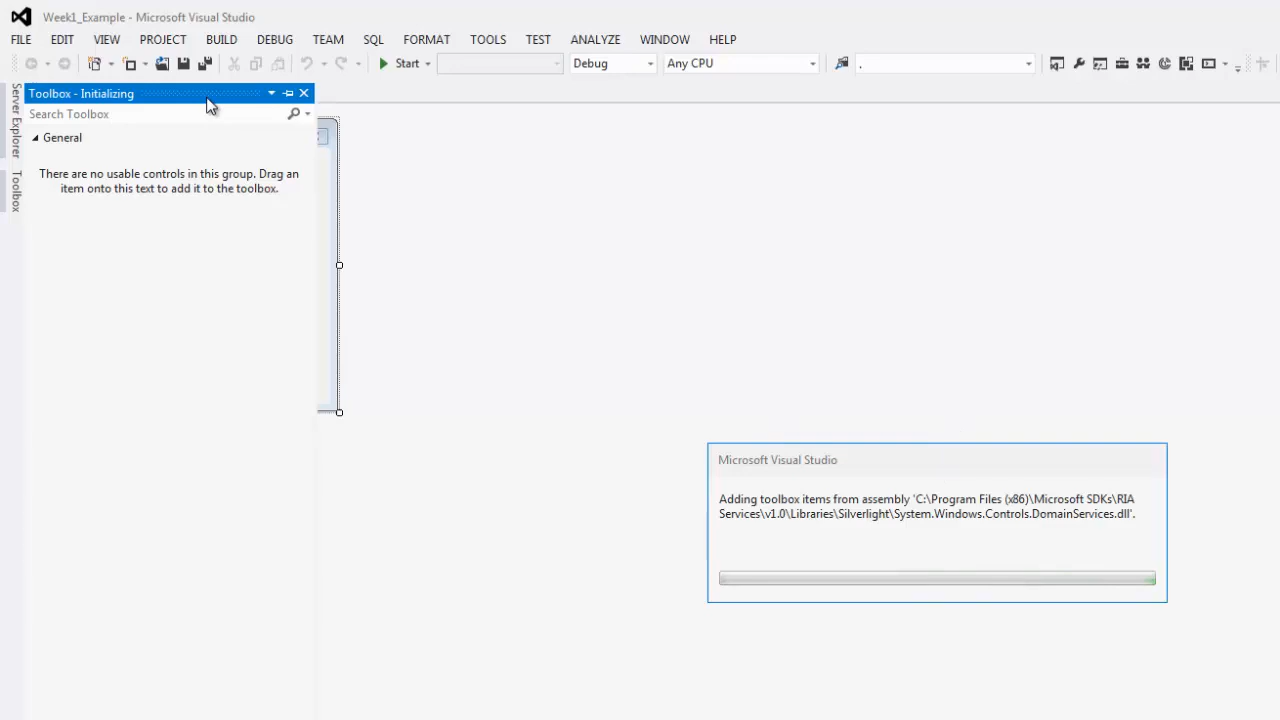 Week1_Example - Microsoft Visual Studio
FILE EDIT VIEW PROJECT BUILD DEBUG TEAM SQL FORMAT TOOLS TEST ANALYZE WINDOW HELP
Start Debug Any CPU .
Server Explorer
Toolbox
Toolbox - Initializing
Search Toolbox
General
There are no usable controls in this group. Drag an
item onto this text to add it to the toolbox.
Microsoft Visual Studio
Adding toolbox items from assembly 'C:\Program Files (x86)\Microsoft SDKs\RIA
Services\v1.0\Libraries\Silverlight\System.Windows.Controls.DomainServices.dll'.